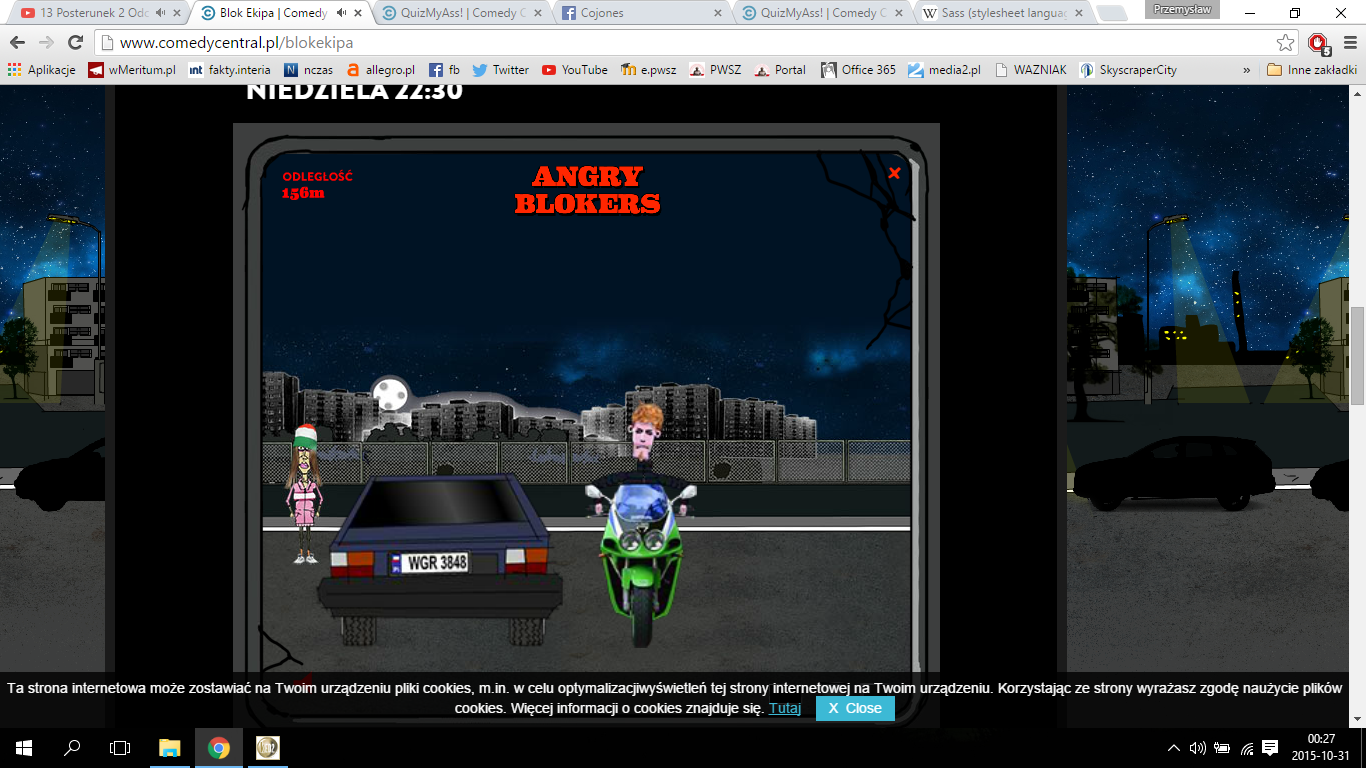 13 Posterunek 2 Odc
Blok Ekipa | Comedy
QuizMyAss! | Comedy C
Cojones
QuizMyAss! | Comedy C
Sass (stylesheet languag
Przemysław
www.comedycentral.pl/blokekipa
5
Aplikacje
wMeritum.pl
int
fakty.interia
N
nczas
a
allegro.pl
fb
Twitter
YouTube
e.pwsz
PWSZ
Portal
Office 365
media2.pl
WAZNIAK
SkyscraperCity
»
Inne zakładki
NIEDZIELA 22:30
ODLEGŁOŚĆ
156m
ANGRY
BLOKERS
x
WGR 3848
Ta strona internetowa może zostawiać na Twoim urządzeniu pliki cookies, m.in. w celu optymalizacjiwyświetleń tej strony internetowej na Twoim urządzeniu. Korzystając ze strony wyrażasz zgodę naużycie plików
cookies. Więcej informacji o cookies znajduje się. Tutaj X Close
00:27
2015-10-31